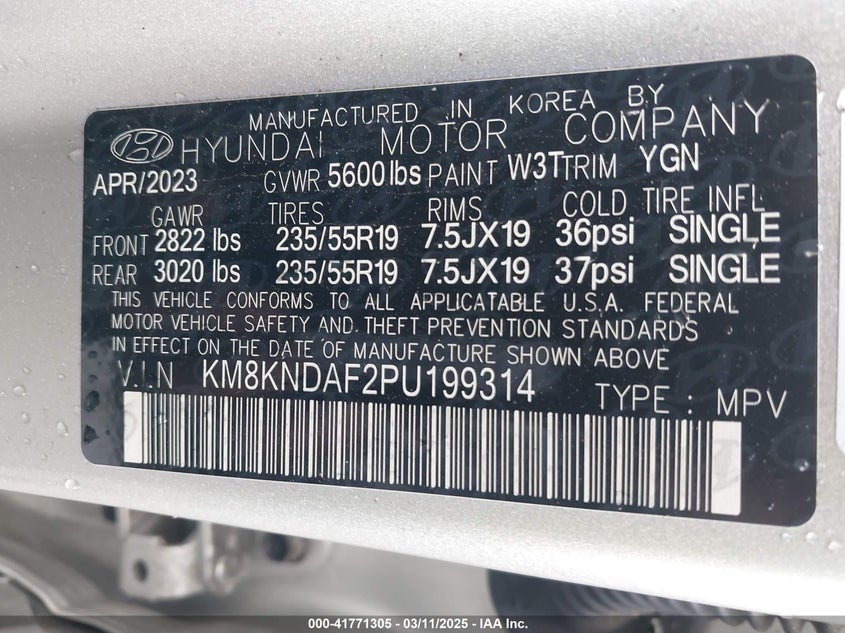 MANUFACTURED IN KOREA BY
HYUNDAI MOTOR COMPANY
APR/2023 GVWR 5600 lbs PAINT W3T TRIM YGN
GAWR TIRES RIMS COLD TIRE INFL
FRONT 2822 lbs 235/55R19 7.5JX19 36psi SINGLE
REAR 3020 lbs 235/55R19 7.5JX19 37psi SINGLE
THIS VEHICLE CONFORMS TO ALL APPLICATABLE U.S.A. FEDERAL
MOTOR VEHICLE SAFETY AND THEFT PREVENTION STANDARDS
IN EFFECT ON THE DATE OF MANUFACTURE SHOWN ABOVE
V.I.N KM8KNDAF2PU199314 TYPE : MPV
000-41771305 - 03/11/2025 - IAA Inc.